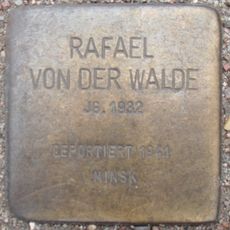 RAFAEL
VON DER WALDE
JG. 1932
DEPORTIERT 1941
MINSK